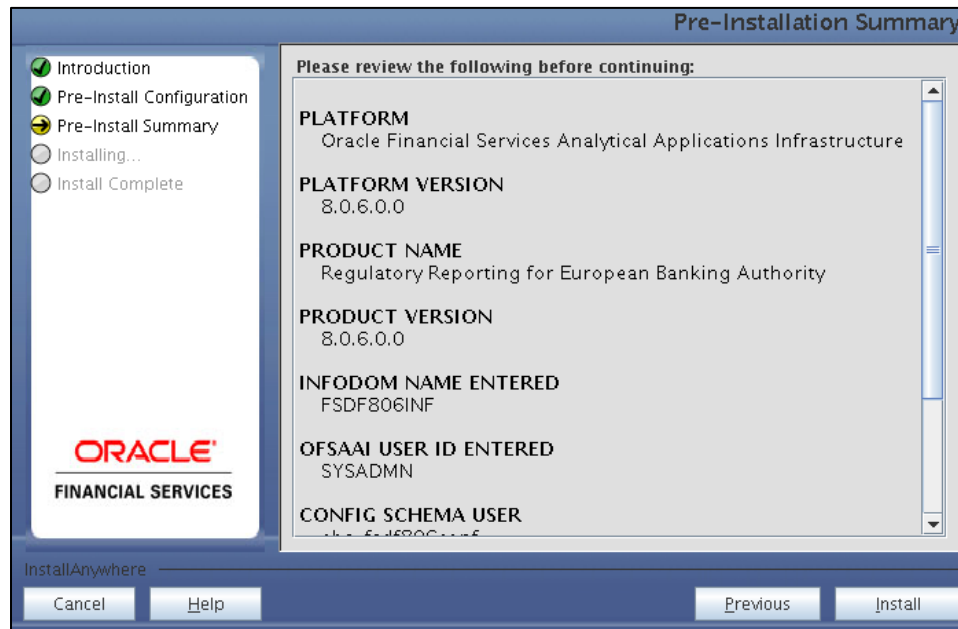 Pre-Installation Summary
Introduction
Pre-Install Configuration
Pre-Install Summary
Installing...
Install Complete
ORACLE
FINANCIAL SERVICES
Please review the following before continuing:
PLATFORM
Oracle Financial Services Analytical Applications Infrastructure
PLATFORM VERSION
8.0.6.0.0
PRODUCT NAME
Regulatory Reporting for European Banking Authority
PRODUCT VERSION
8.0.6.0.0
INFODOM NAME ENTERED
FSDF806INF
OFSAAI USER ID ENTERED
SYSADMN
CONFIG SCHEMA USER
InstallAnywhere
Cancel
Help
Previous
Install